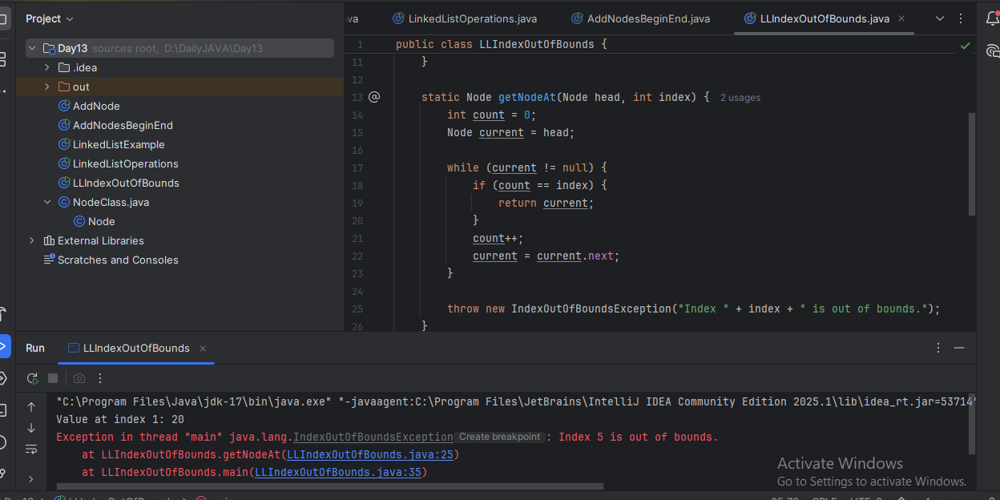 Project
va
LinkedListOperations.java
AddNodesBeginEnd.java
LLIndexOutOfBounds.java
Day13 sources root, D:\DailyJAVA\Day13
.idea
out
AddNode
AddNodesBeginEnd
LinkedListExample
LinkedListOperations
LLIndexOutOfBounds
NodeClass.java
Node
External Libraries
Scratches and Consoles
1 public class LLIndexOutOfBounds {
11 }
12
13 @ static Node getNodeAt(Node head, int index) { 2 usages
14 int count = 0;
15 Node current = head;
16
17 while (current != null) {
18 if (count == index) {
19 return current;
20 }
21 count++;
22 current = current.next;
23 }
24
25 throw new IndexOutOfBoundsException("Index " + index + " is out of bounds.");
26 }
Run
LLIndexOutOfBounds
"C:\Program Files\Java\jdk-17\bin\java.exe" "-javaagent:C:\Program Files\JetBrains\IntelliJ IDEA Community Edition 2025.1\lib\idea_rt.jar=53714
Value at index 1: 20
Exception in thread "main" java.lang.IndexOutOfBoundsException Create breakpoint : Index 5 is out of bounds.
at LLIndexOutOfBounds.getNodeAt(LLIndexOutOfBounds.java:25)
at LLIndexOutOfBounds.main(LLIndexOutOfBounds.java:35)
Activate Windows
Go to Settings to activate Windows.